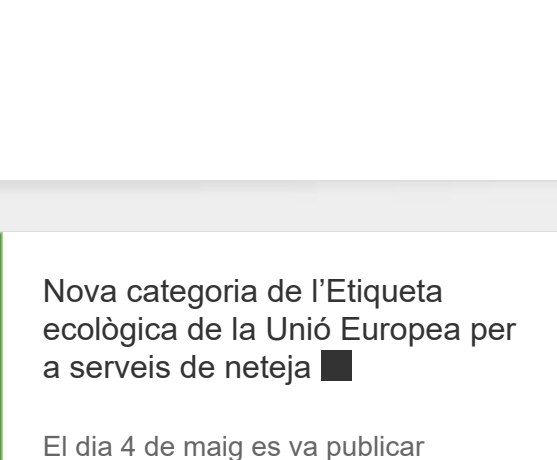 Nova categoria de l’Etiqueta
ecològica de la Unió Europea per
a serveis de neteja
El dia 4 de maig es va publicar